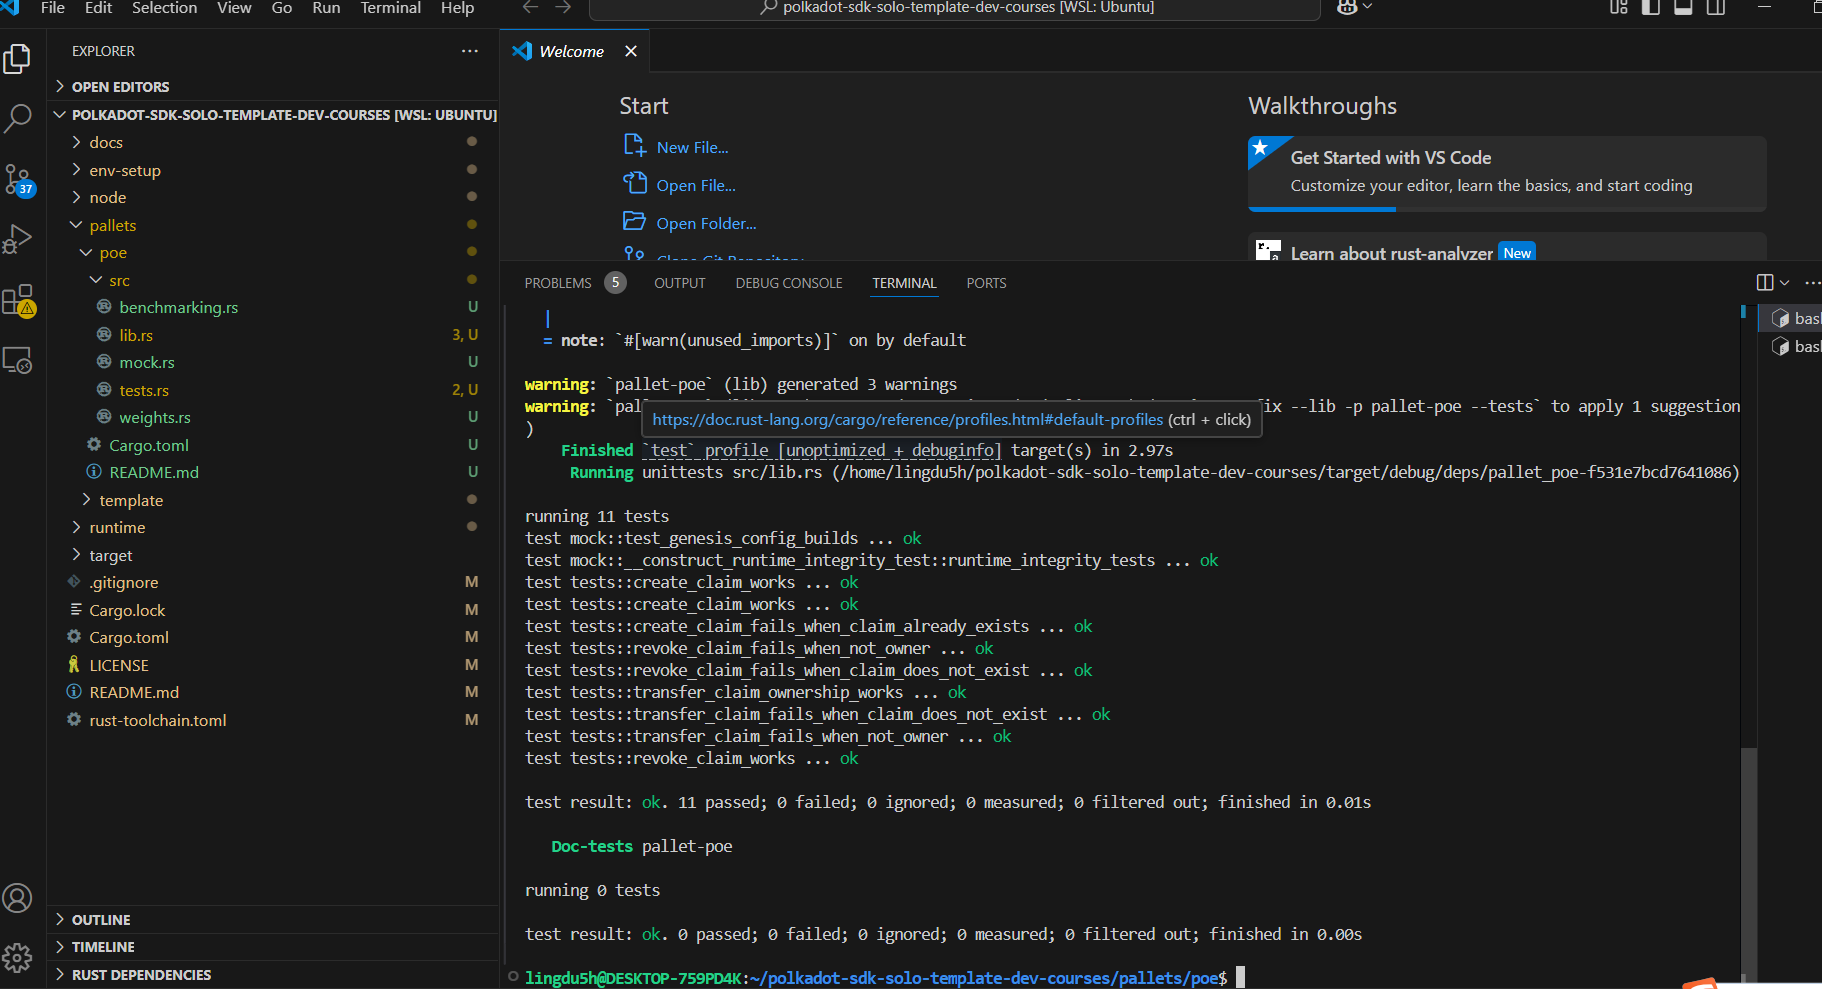 File Edit Selection View Go Run Terminal Help
polkadot-sdk-solo-template-dev-courses [WSL: Ubuntu]
EXPLORER
OPEN EDITORS
POLKADOT-SDK-SOLO-TEMPLATE-DEV-COURSES [WSL: UBUNTU]
docs
env-setup
node
pallets
poe
src
benchmarking.rs U
lib.rs 3, U
mock.rs U
tests.rs 2, U
weights.rs U
Cargo.toml U
README.md U
template
runtime
target
.gitignore M
Cargo.lock M
Cargo.toml M
LICENSE M
README.md M
rust-toolchain.toml M
OUTLINE
TIMELINE
RUST DEPENDENCIES
37
Welcome
Start
New File...
Open File...
Open Folder...
Walkthroughs
Get Started with VS Code
Customize your editor, learn the basics, and start coding
Learn about rust-analyzer New
PROBLEMS 5 OUTPUT DEBUG CONSOLE TERMINAL PORTS
bash
bash
|
= note: `#[warn(unused_imports)]` on by default
warning: `pallet-poe` (lib) generated 3 warnings
warning: `pal
https://doc.rust-lang.org/cargo/reference/profiles.html#default-profiles (ctrl + click)
fix --lib -p pallet-poe --tests` to apply 1 suggestion
)
Finished `test` profile [unoptimized + debuginfo] target(s) in 2.97s
Running unittests src/lib.rs (/home/lingdu5h/polkadot-sdk-solo-template-dev-courses/target/debug/deps/pallet_poe-f531e7bcd7641086)
running 11 tests
test mock::test_genesis_config_builds ... ok
test mock::__construct_runtime_integrity_test::runtime_integrity_tests ... ok
test tests::create_claim_works ... ok
test tests::create_claim_works ... ok
test tests::create_claim_fails_when_claim_already_exists ... ok
test tests::revoke_claim_fails_when_not_owner ... ok
test tests::revoke_claim_fails_when_claim_does_not_exist ... ok
test tests::transfer_claim_ownership_works ... ok
test tests::transfer_claim_fails_when_claim_does_not_exist ... ok
test tests::transfer_claim_fails_when_not_owner ... ok
test tests::revoke_claim_works ... ok
test result: ok. 11 passed; 0 failed; 0 ignored; 0 measured; 0 filtered out; finished in 0.01s
Doc-tests pallet-poe
running 0 tests
test result: ok. 0 passed; 0 failed; 0 ignored; 0 measured; 0 filtered out; finished in 0.00s
lingdu5h@DESKTOP-759PD4K:~/polkadot-sdk-solo-template-dev-courses/pallets/poe$